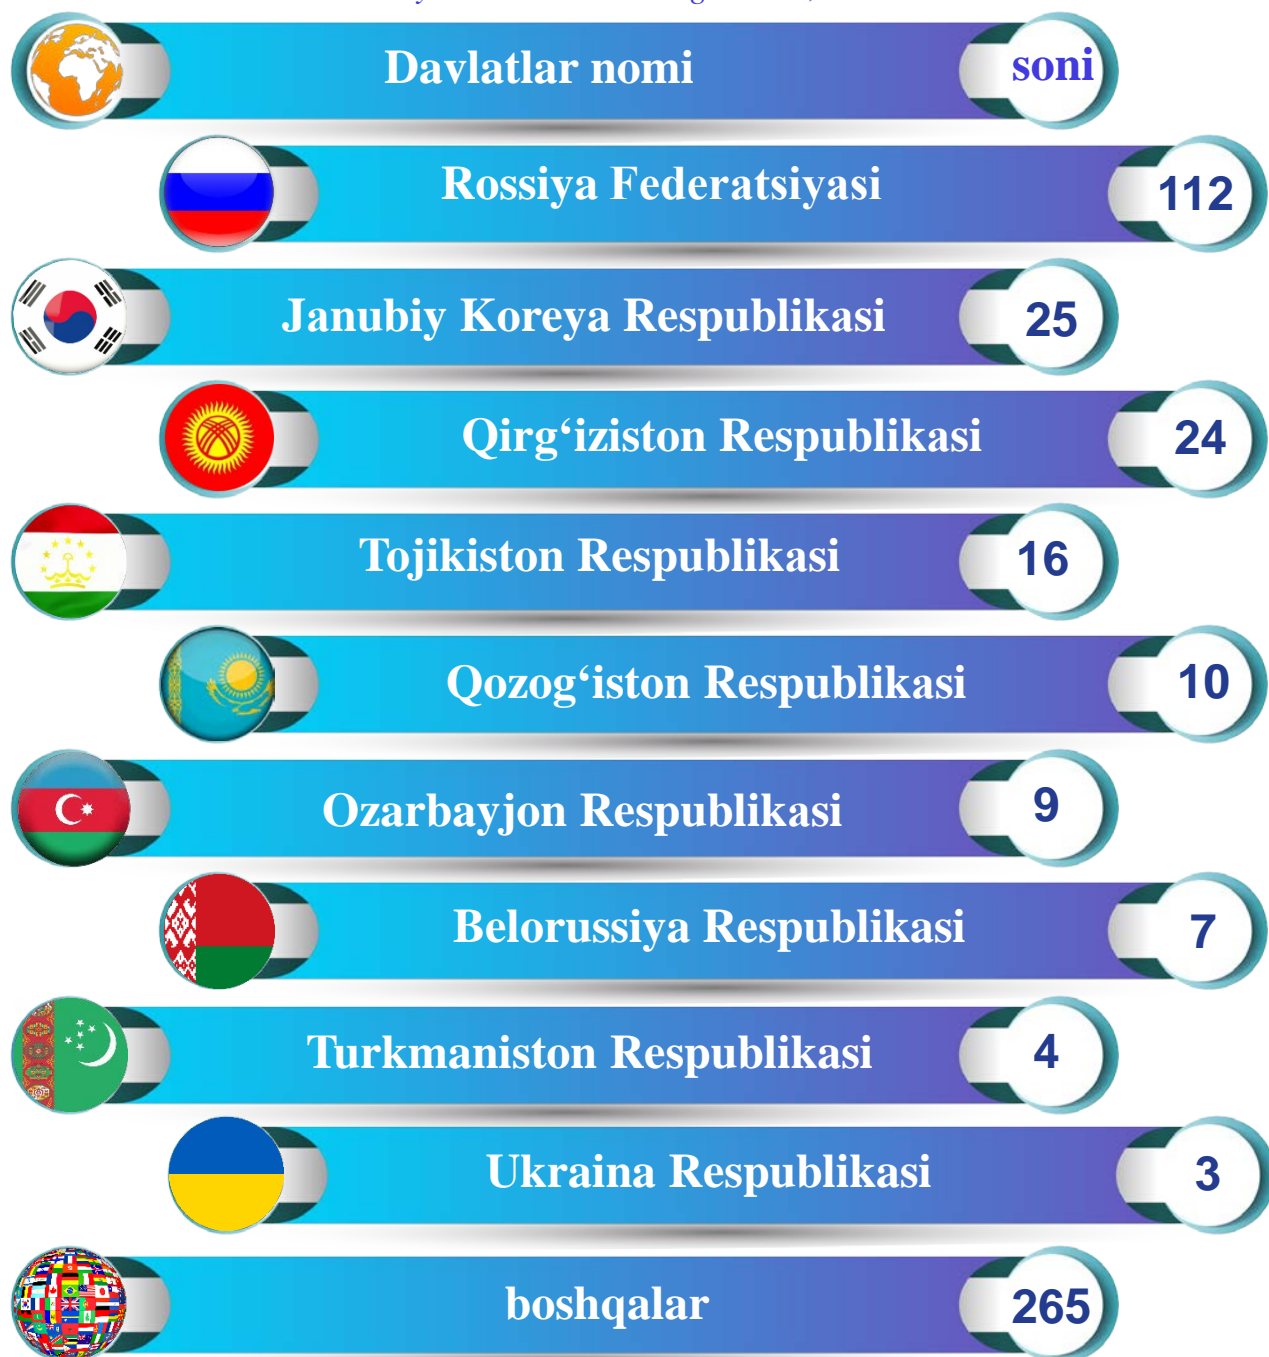 Davlatlar nomi soni
Rossiya Federatsiyasi 112
Janubiy Koreya Respublikasi 25
Qirg‘iziston Respublikasi 24
Tojikiston Respublikasi 16
Qozog‘iston Respublikasi 10
Ozarbayjon Respublikasi 9
Belorussiya Respublikasi 7
Turkmaniston Respublikasi 4
Ukraina Respublikasi 3
boshqalar 265